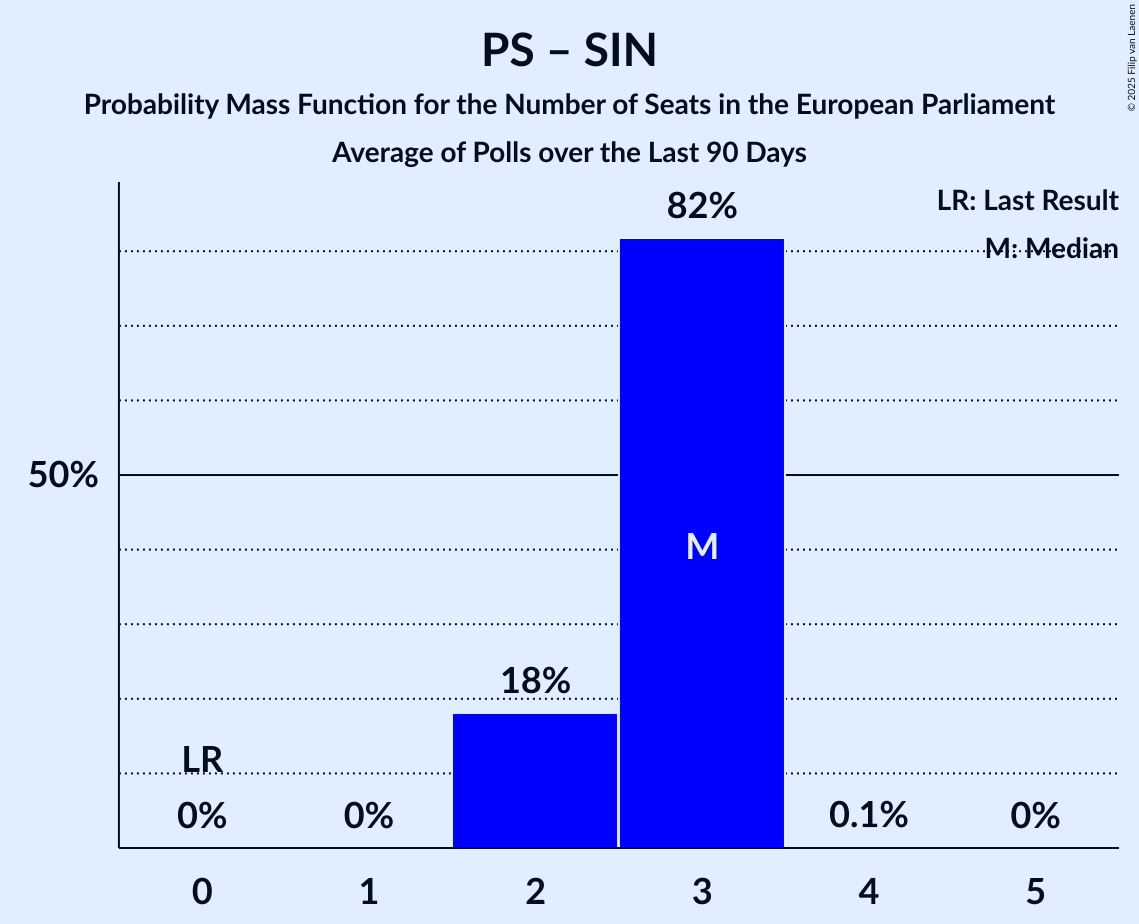 PS – SIN
Probability Mass Function for the Number of Seats in the European Parliament
Average of Polls over the Last 90 Days
© 2025 Filip van Laenen
LR: Last Result
M: Median
82%
50%
M
18%
LR
0%
0%
0.1%
0%
0
1
2
3
4
5